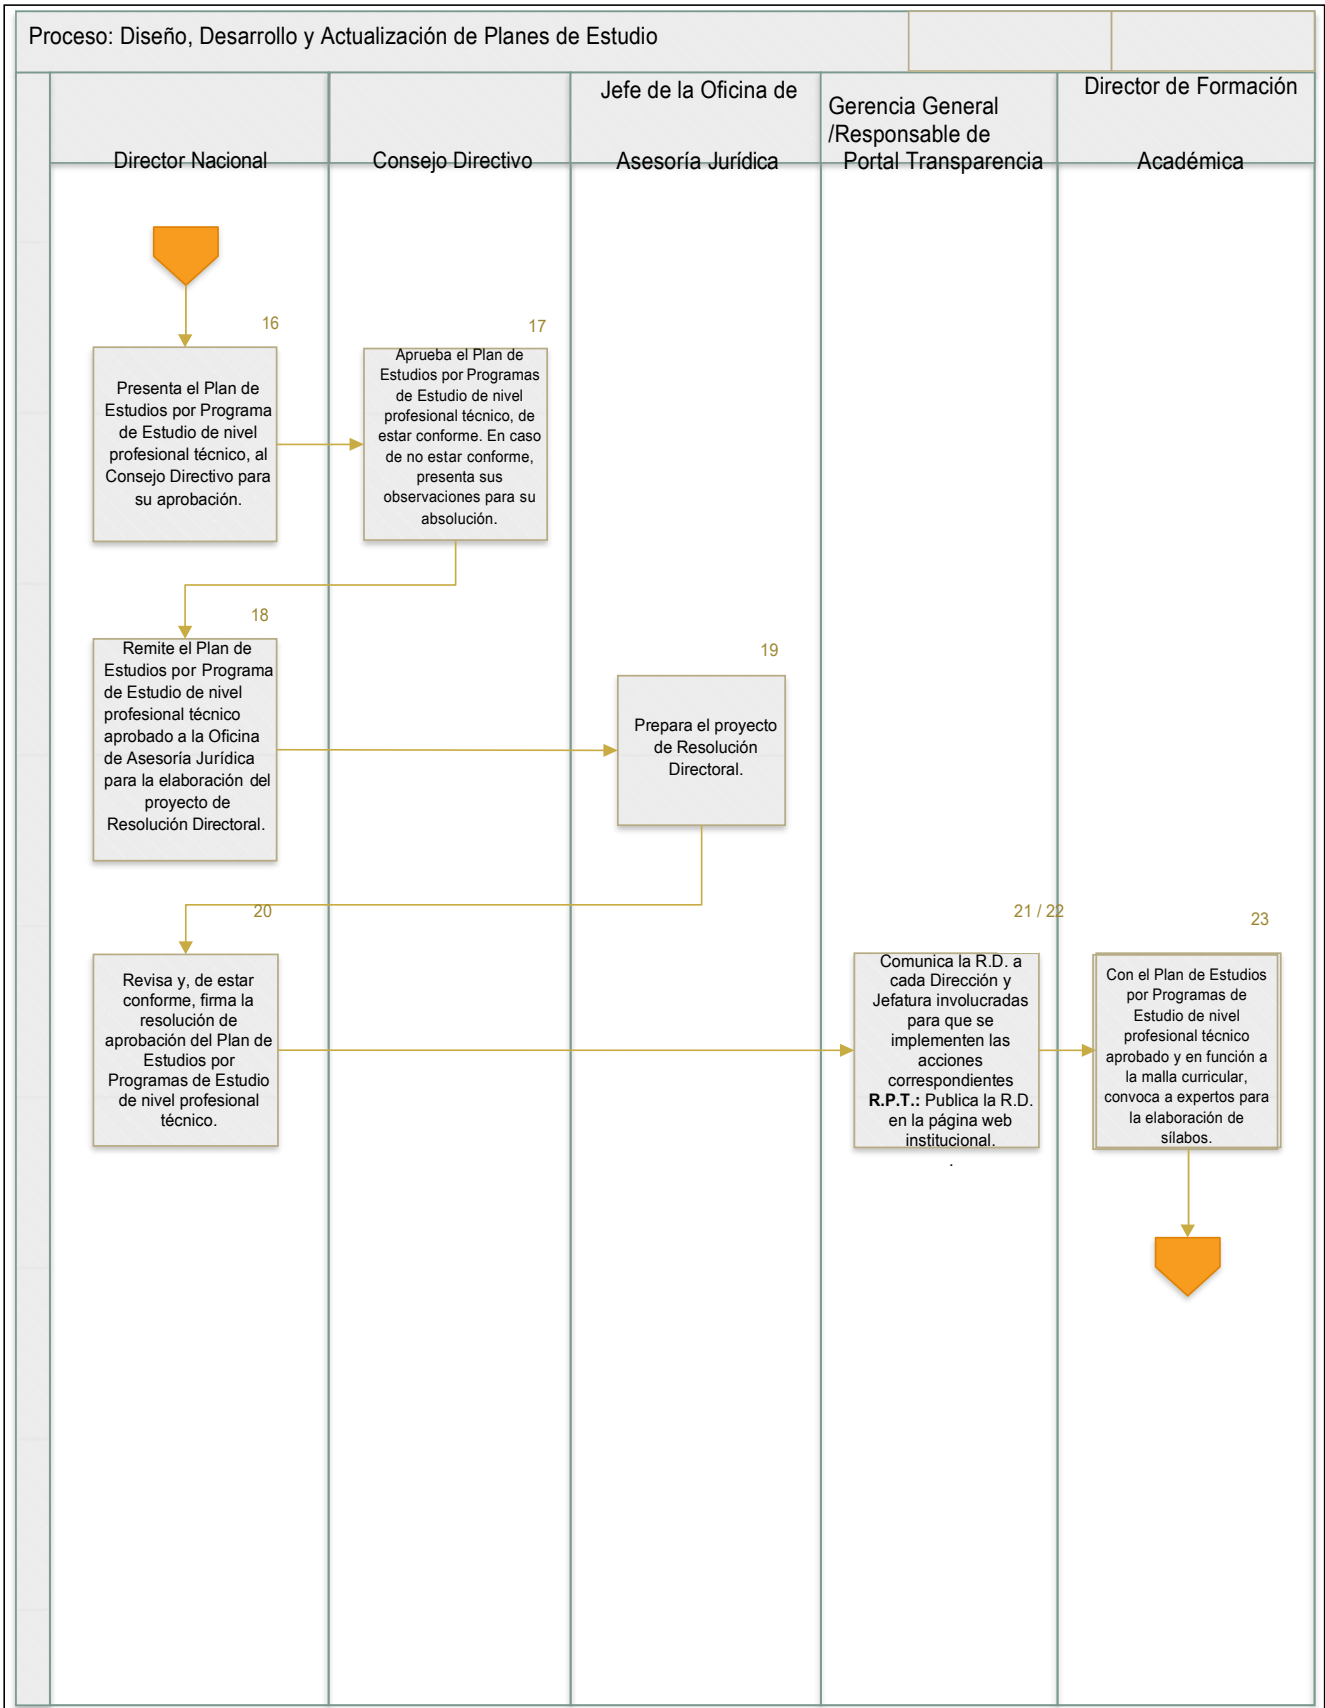 Proceso: Diseño, Desarrollo y Actualización de Planes de Estudio
Director Nacional
Consejo Directivo
Jefe de la Oficina de
Asesoría Jurídica
Gerencia General
/Responsable de
Portal Transparencia
Director de Formación
Académica
16
Presenta el Plan de
Estudios por Programa
de Estudio de nivel
profesional técnico, al
Consejo Directivo para
su aprobación.
17
Aprueba el Plan de
Estudios por Programas
de Estudio de nivel
profesional técnico, de
estar conforme. En caso
de no estar conforme,
presenta sus
observaciones para su
absolución.
18
Remite el Plan de
Estudios por Programa
de Estudio de nivel
profesional técnico
aprobado a la Oficina
de Asesoría Jurídica
para la elaboración del
proyecto de
Resolución Directoral.
19
Prepara el proyecto
de Resolución
Directoral.
20
Revisa y, de estar
conforme, firma la
resolución de
aprobación del Plan de
Estudios por
Programas de Estudio
de nivel profesional
técnico.
21 / 22
Comunica la R.D. a
cada Dirección y
Jefatura involucradas
para que se
implementen las
acciones
correspondientes
R.P.T.: Publica la R.D.
en la página web
institucional.
.
23
Con el Plan de Estudios
por Programas de
Estudio de nivel
profesional técnico
aprobado y en función a
la malla curricular,
convoca a expertos para
la elaboración de
sílabos.